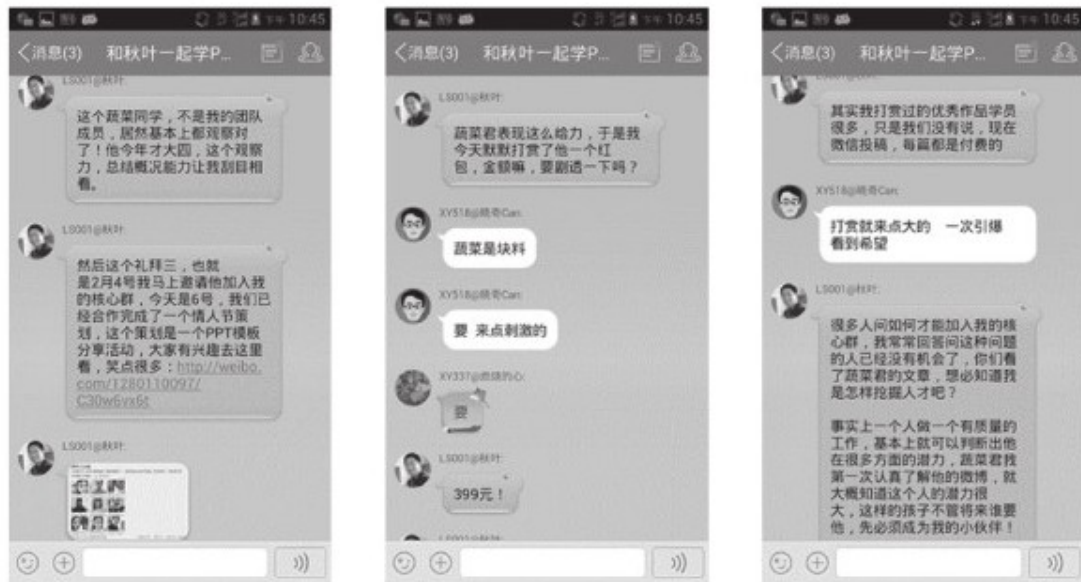 10:45
消息(3)
和秋叶一起学P...
LS001@秋叶:
这个蔬菜同学，不是我的团队
成员，居然基本上都观察对
了！他今年才大四，这个观察
力，总结概况能力让我刮目相
看。
LS001@秋叶:
然后这个礼拜三，也就
是2月4号我马上邀请他加入我
的核心群，今天是6号，我们已
经合作完成了一个情人节策
划，这个策划是一个PPT模板
分享活动，大家有兴趣去这里
看，笑点很多：http://weibo.
com/1280110097/
C30w6vx6t
LS001@秋叶:
10:45
消息(3)
和秋叶一起学P...
LS001@秋叶:
蔬菜君表现这么给力，于是我
今天默默打赏了他一个红
包，金额嘛，要剧透一下吗？
XY518@晓奇Can:
蔬菜是块料
XY518@晓奇Can:
要 来点刺激的
XY337@燃烧的心:
要
LS001@秋叶:
399元！
LS001@秋叶:
10:45
消息(3)
和秋叶一起学P...
LS001@秋叶:
其实我打赏过的优秀作品学员
很多，只是我们没有说，现在
微信投稿，每篇都是付费的
XY518@晓奇Can:
打赏就来点大的 一次引爆
看到希望
LS001@秋叶:
很多人问如何才能加入我的核
心群，我常常回答问这种问题
的人已经没有机会了，你们看
了蔬菜君的文章，想必知道我
是怎样挖掘人才吧？
事实上一个人做一个有质量的
工作，基本上就可以判断出他
在很多方面的潜力，蔬菜君我
第一次认真了解他的微博，就
大概知道这个人的潜力很
大，这样的孩子不管将来谁要
他，先必须成为我的小伙伴！